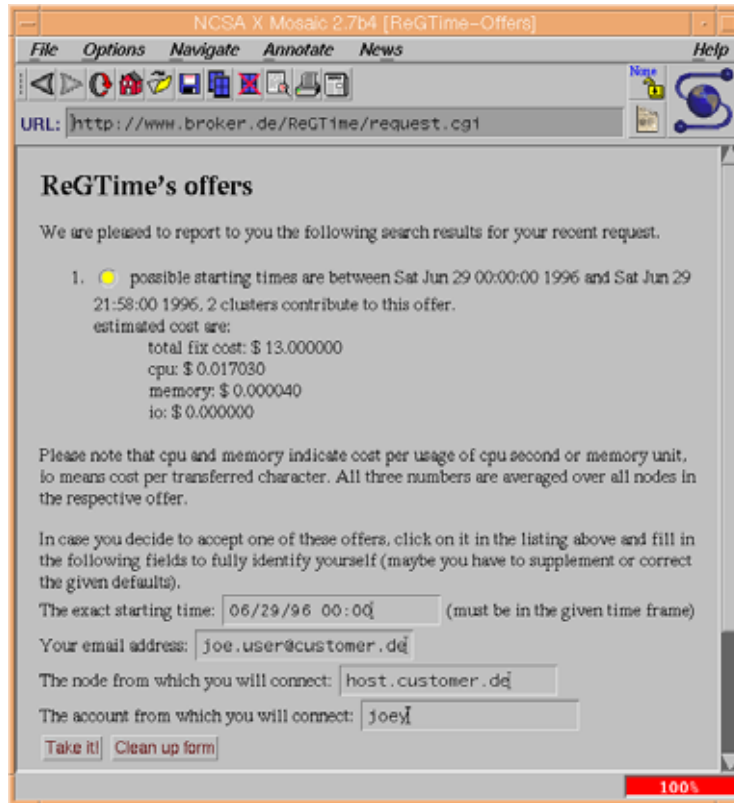 NCSA X Mosaic 2.7b4 [ReGTime-Offers]
File Options Navigate Annotate News Help
None
URL: http://www.broker.de/ReGTime/request.cgi
ReGTime's offers
We are pleased to report to you the following search results for your recent request.
1. possible starting times are between Sat Jun 29 00:00:00 1996 and Sat Jun 29
21:58:00 1996, 2 clusters contribute to this offer.
estimated cost are:
total fix cost: $ 13.000000
cpu: $ 0.017030
memory: $ 0.000040
io: $ 0.000000
Please note that cpu and memory indicate cost per usage of cpu second or memory unit,
io means cost per transferred character. All three numbers are averaged over all nodes in
the respective offer.
In case you decide to accept one of these offers, click on it in the listing above and fill in
the following fields to fully identify yourself (maybe you have to supplement or correct
the given defaults).
The exact starting time: 06/29/96 00:00 (must be in the given time frame)
Your email address: joe.user@customer.de
The node from which you will connect: host.customer.de
The account from which you will connect: joey
Take it! Clean up form
100%